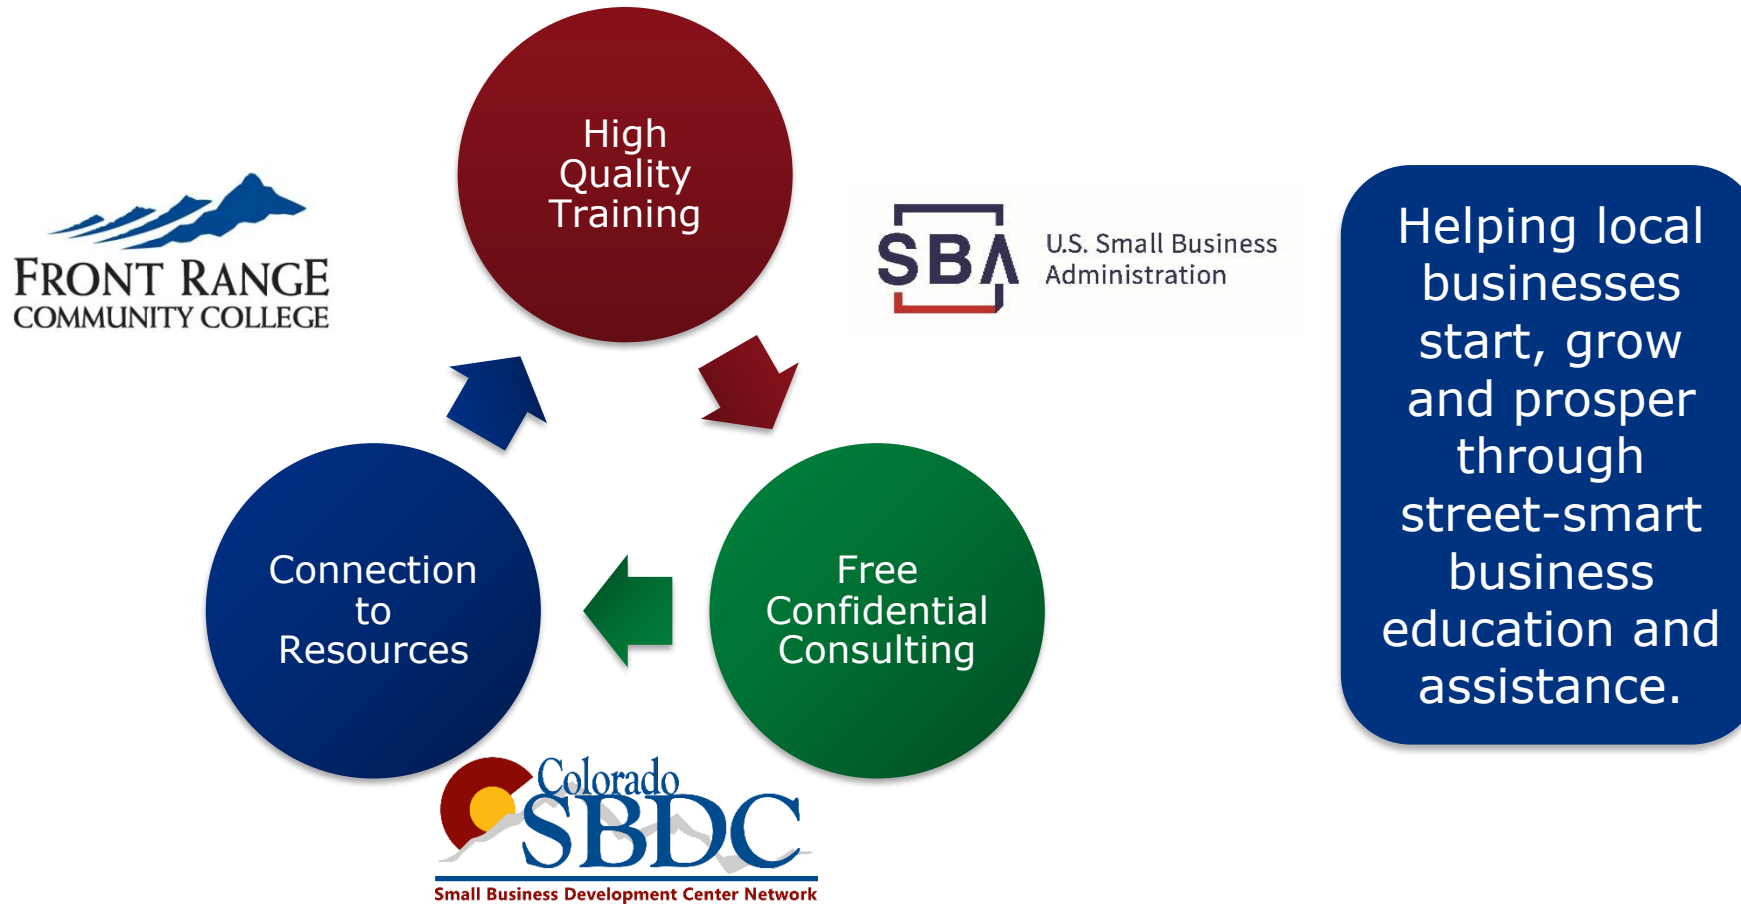 High
Quality
Training
FRONT RANGE
COMMUNITY COLLEGE
SBA
U.S. Small Business
Administration
Connection
to
Resources
Free
Confidential
Consulting
Colorado
SBDC
Small Business Development Center Network
Helping local
businesses
start, grow
and prosper
through
street-smart
business
education and
assistance.